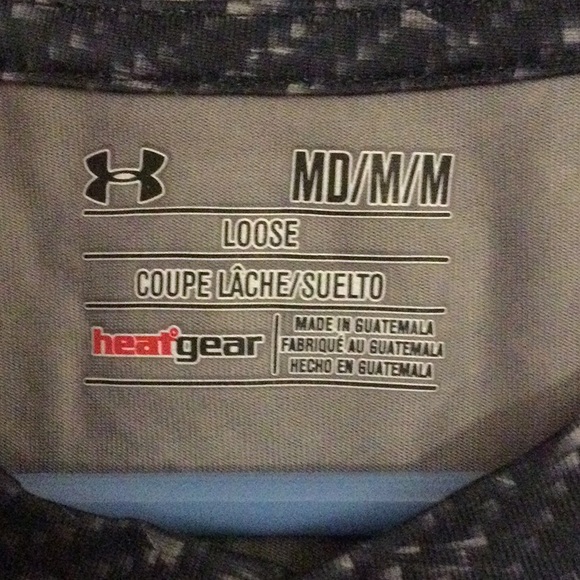 MD/M/M
LOOSE
COUPE LÂCHE/SUELTO
heatgear
MADE IN GUATEMALA
FABRIQUÉ AU GUATEMALA
HECHO EN GUATEMALA